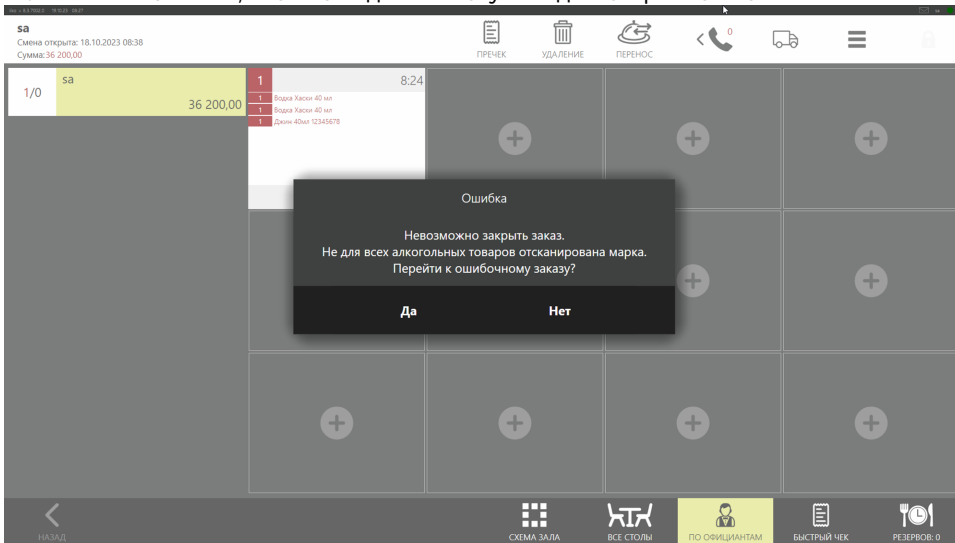 sa
Смена открыта: 18.10.2023 08:38
Сумма: 36 200,00
ПРЕЧЕК
УДАЛЕНИЕ
ПЕРЕНОС
0
1/0
sa
36 200,00
1 8:24
1 Водка Хаски 40 мл
1 Водка Хаски 40 мл
1 Джин 40мл 12345678
Ошибка
Невозможно закрыть заказ.
Не для всех алкогольных товаров отсканирована марка.
Перейти к ошибочному заказу?
Да Нет
НАЗАД
СХЕМА ЗАЛА
ВСЕ СТОЛЫ
ПО ОФИЦИАНТАМ
БЫСТРЫЙ ЧЕК
РЕЗЕРВОВ: 0